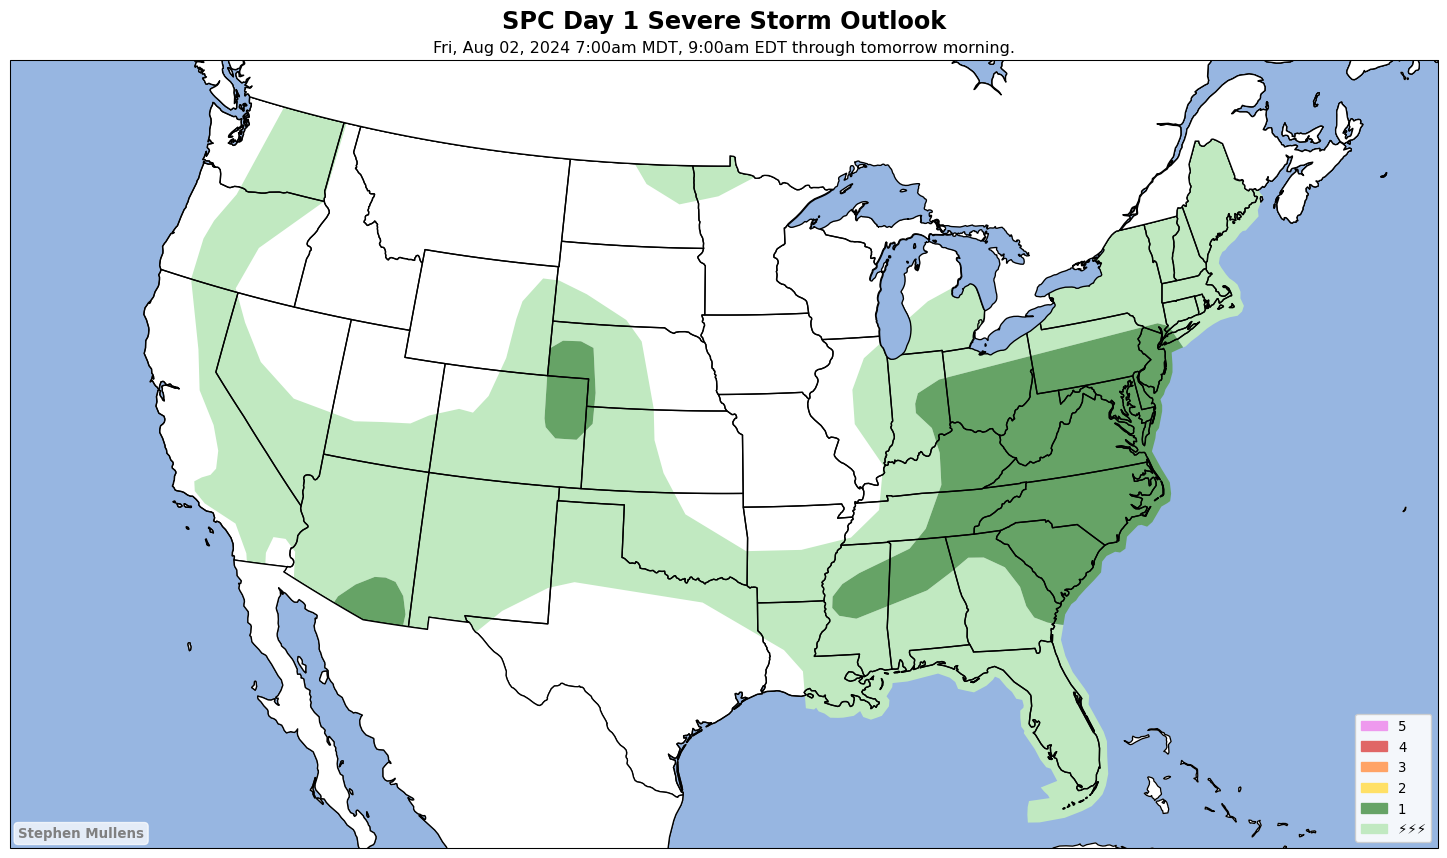 SPC Day 1 Severe Storm Outlook
Fri, Aug 02, 2024 7:00am MDT, 9:00am EDT through tomorrow morning.
5
4
3
2
1
⚡⚡⚡
Stephen Mullens